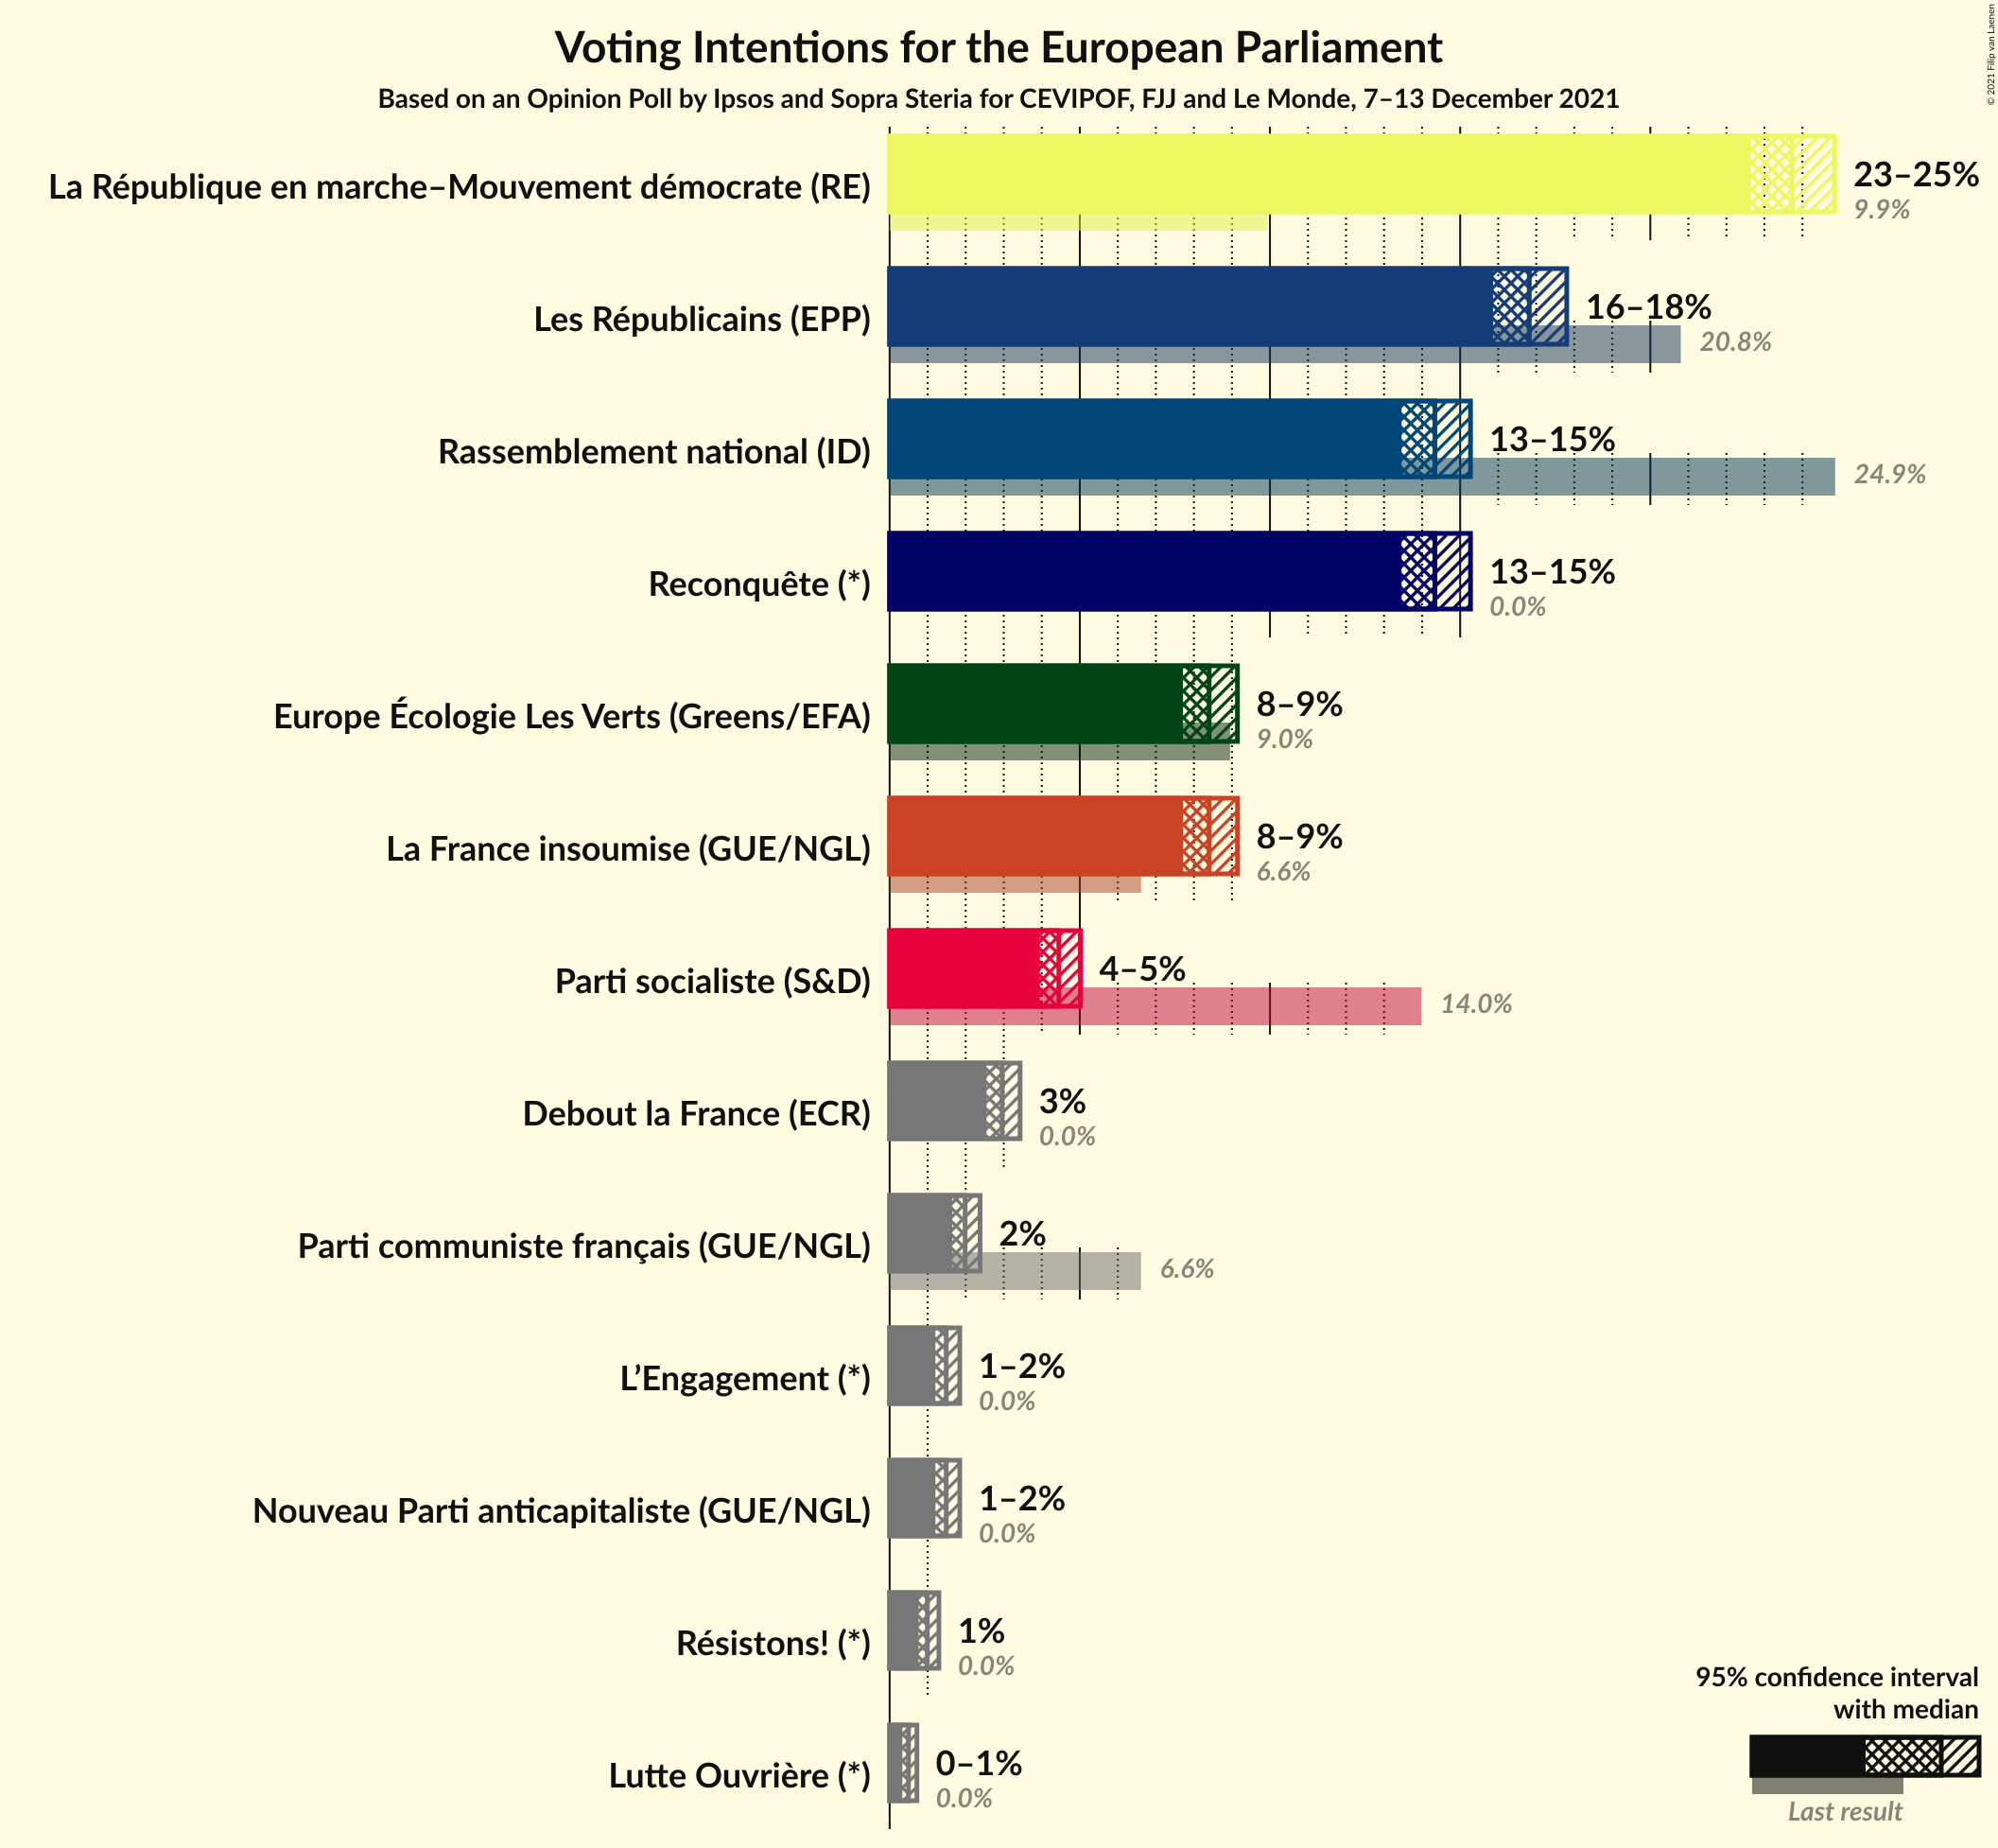 Voting Intentions for the European Parliament
Based on an Opinion Poll by Ipsos and Sopra Steria for CEVIPOF, FJJ and Le Monde, 7–13 December 2021
© 2021 Filip van Laenen
La République en marche–Mouvement démocrate (RE)
23–25%
9.9%
Les Républicains (EPP)
16–18%
20.8%
Rassemblement national (ID)
13–15%
24.9%
Reconquête (*)
13–15%
0.0%
Europe Écologie Les Verts (Greens/EFA)
8–9%
9.0%
La France insoumise (GUE/NGL)
8–9%
6.6%
Parti socialiste (S&D)
4–5%
14.0%
Debout la France (ECR)
3%
0.0%
Parti communiste français (GUE/NGL)
2%
6.6%
L’Engagement (*)
1–2%
0.0%
Nouveau Parti anticapitaliste (GUE/NGL)
1–2%
0.0%
Résistons! (*)
1%
0.0%
Lutte Ouvrière (*)
0–1%
0.0%
95% confidence interval
with median
Last result